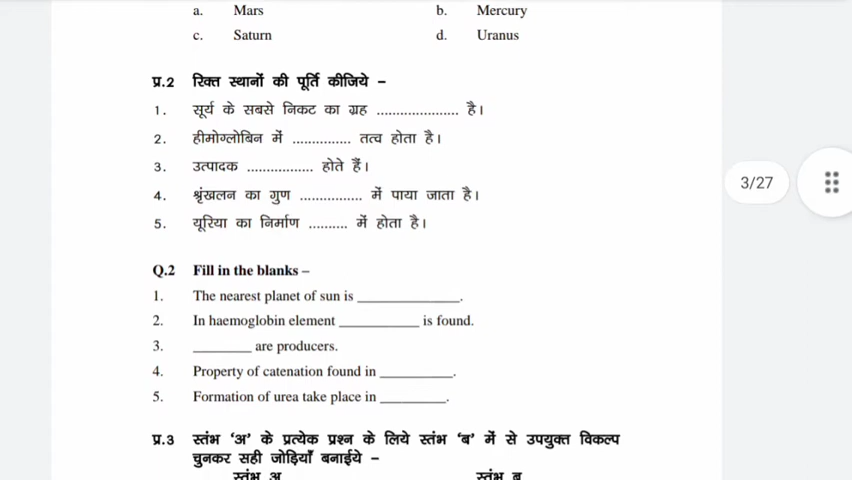 a. Mars b. Mercury
c. Saturn d. Uranus
प्र.2 रिक्त स्थानों की पूर्ति कीजिये –
1. सूर्य के सबसे निकट का ग्रह ..................... है।
2. हीमोग्लोबिन में ............... तत्व होता है।
3. उत्पादक ................. होते हैं।
4. श्रृंखलन का गुण ................ में पाया जाता है।
5. यूरिया का निर्माण .......... में होता है।
3/27
Q.2 Fill in the blanks –
1. The nearest planet of sun is ______________.
2. In haemoglobin element ___________ is found.
3. ________ are producers.
4. Property of catenation found in __________.
5. Formation of urea take place in _________.
प्र.3 स्तंभ ‘अ’ के प्रत्येक प्रश्न के लिये स्तंभ ‘ब’ में से उपयुक्त विकल्प
चुनकर सही जोड़ियाँ बनाईये –
स्तंभ अ स्तंभ ब